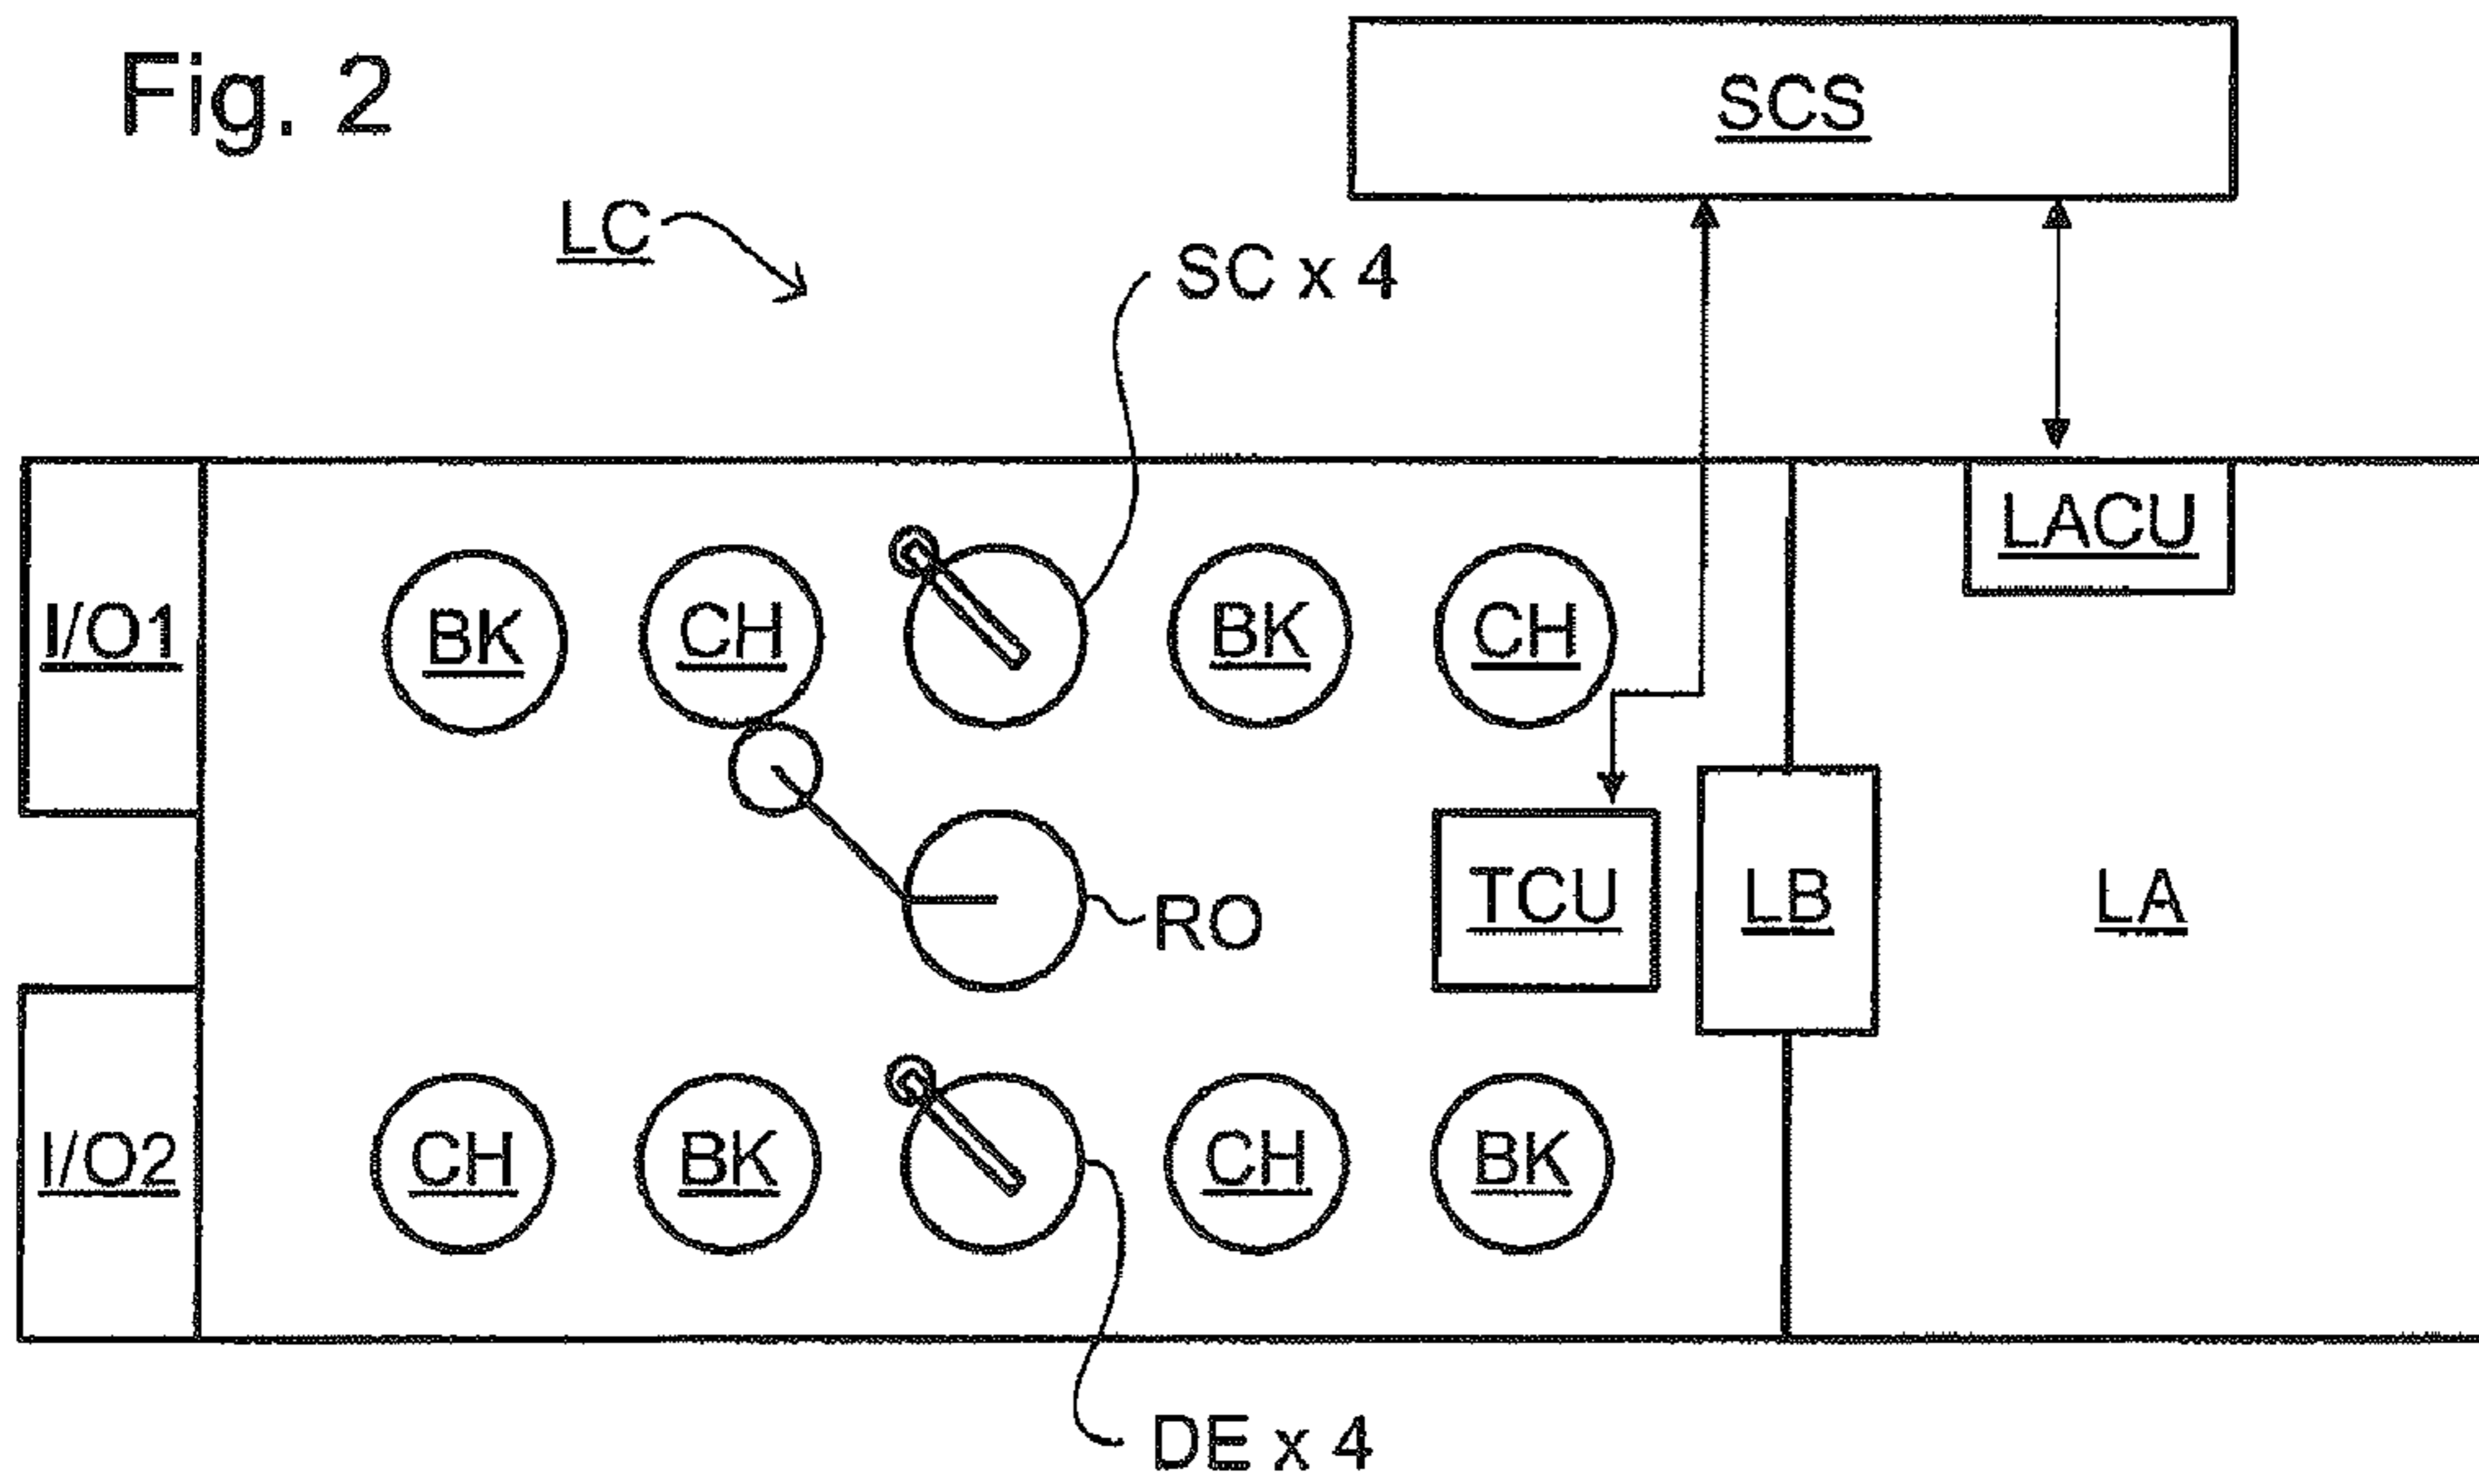 Fig. 2
SCS
LC
SC x 4
LACU
I/O1
BK
CH
BK
CH
RO
TCU
LB
LA
I/O2
CH
BK
CH
BK
DE x 4